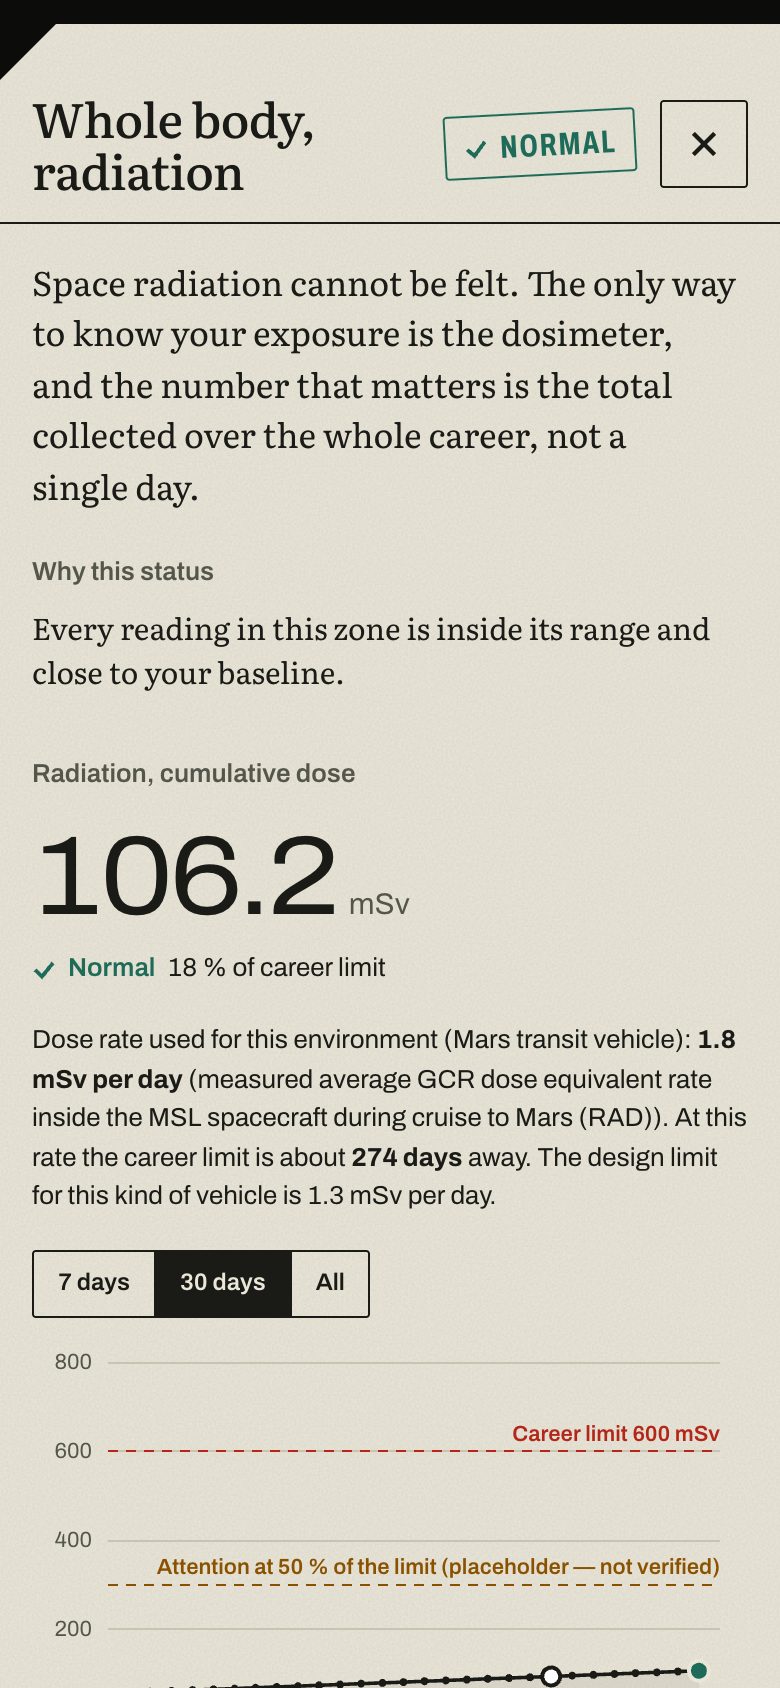 Whole body,
radiation
NORMAL
Space radiation cannot be felt. The only way
to know your exposure is the dosimeter,
and the number that matters is the total
collected over the whole career, not a
single day.
Why this status
Every reading in this zone is inside its range and
close to your baseline.
Radiation, cumulative dose
106.2 mSv
Normal 18 % of career limit
Dose rate used for this environment (Mars transit vehicle): 1.8
mSv per day (measured average GCR dose equivalent rate
inside the MSL spacecraft during cruise to Mars (RAD)). At this
rate the career limit is about 274 days away. The design limit
for this kind of vehicle is 1.3 mSv per day.
7 days 30 days All
800
Career limit 600 mSv
600
400
Attention at 50 % of the limit (placeholder — not verified)
200